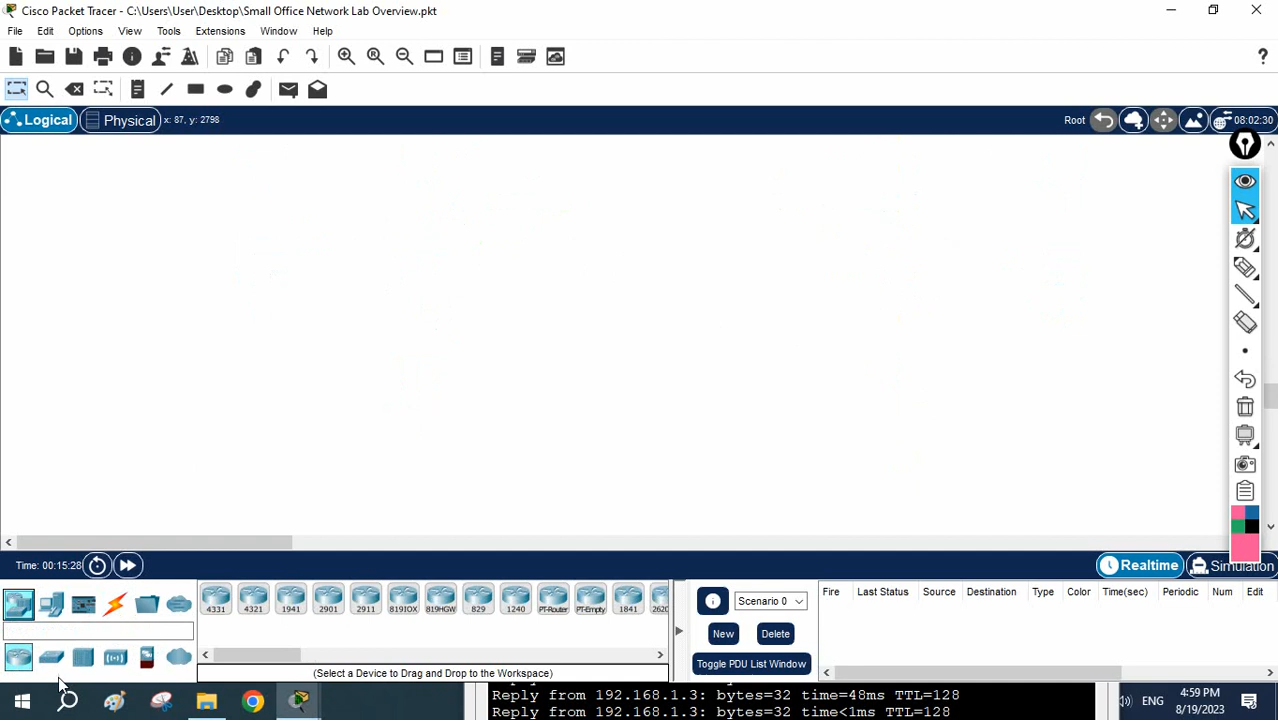 Cisco Packet Tracer - C:\Users\User\Desktop\Small Office Network Lab Overview.pkt
File Edit Options View Tools Extensions Window Help
?
Logical Physical x: 87, y: 2798 Root 08:02:30
Time: 00:15:28 Realtime Simulation
4331 4321 1941 2901 2911 819IOX 819HGW 829 1240 PT-Router PT-Empty 1841 2620
(Select a Device to Drag and Drop to the Workspace)
Scenario 0
New Delete
Toggle PDU List Window
Fire Last Status Source Destination Type Color Time(sec) Periodic Num Edit
Reply from 192.168.1.3: bytes=32 time=48ms TTL=128
Reply from 192.168.1.3: bytes=32 time<1ms TTL=128
ENG
4:59 PM
8/19/2023